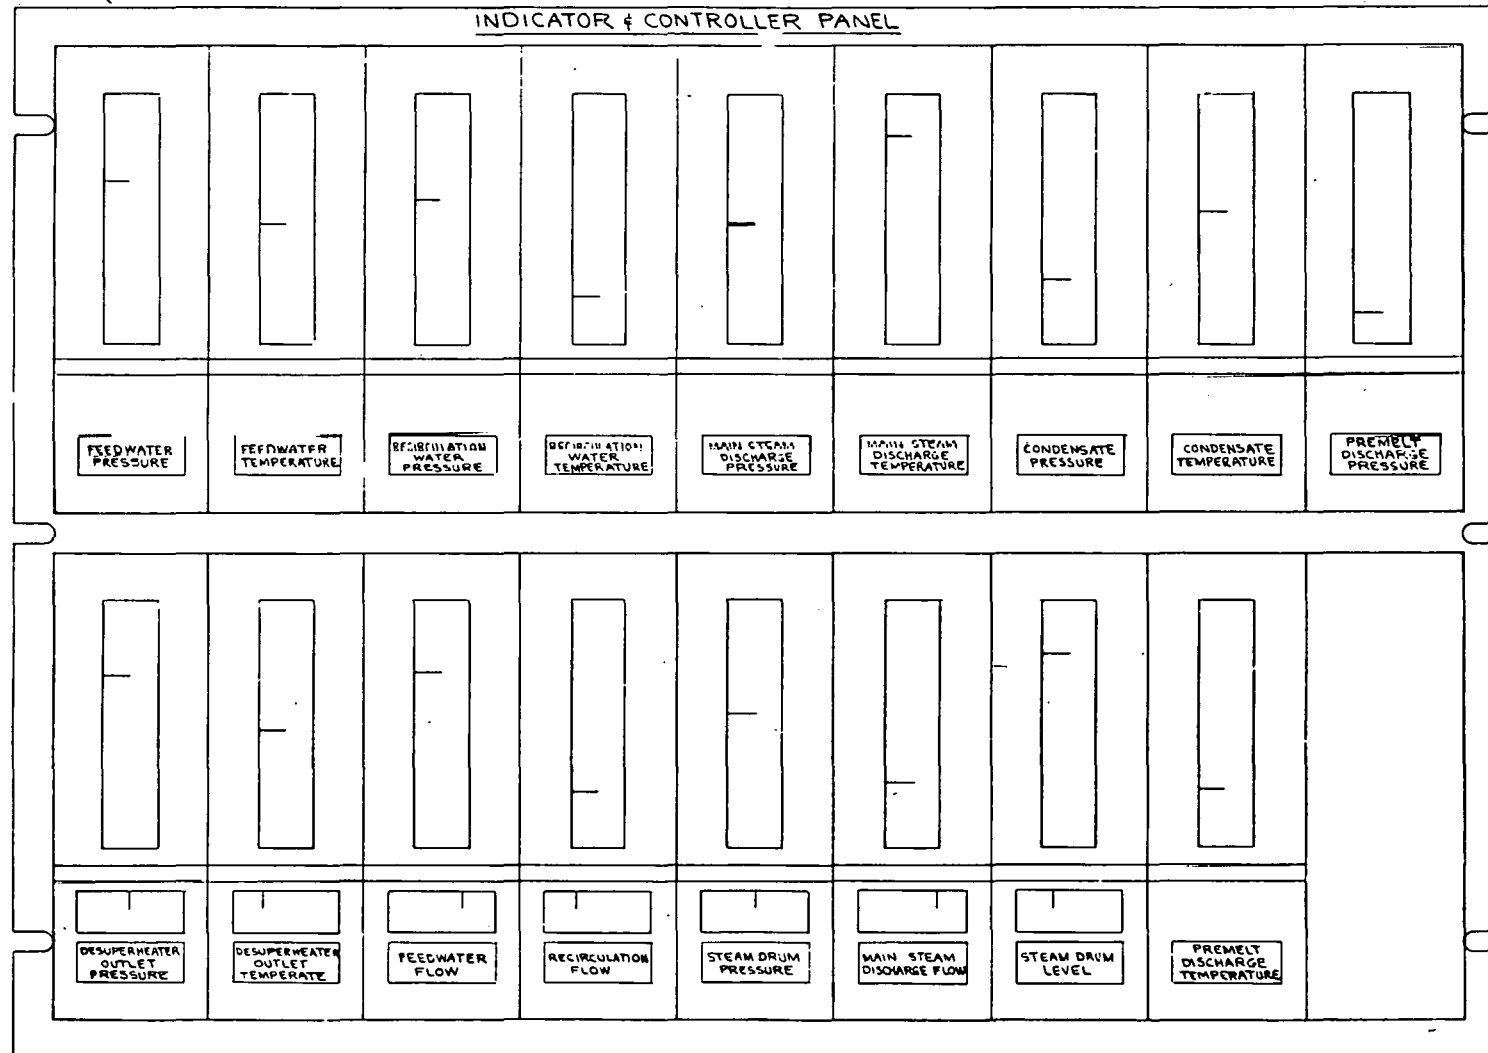 INDICATOR & CONTROLLER PANEL
FEEDWATER
PRESSURE
FEEDWATER
TEMPERATURE
RECIRCULATION
WATER
PRESSURE
RECIRCULATION
WATER
TEMPERATURE
MAIN STEAM
DISCHARGE
PRESSURE
MAIN STEAM
DISCHARGE
TEMPERATURE
CONDENSATE
PRESSURE
CONDENSATE
TEMPERATURE
PREMELT
DISCHARGE
PRESSURE
DESUPERHEATER
OUTLET
PRESSURE
DESUPERHEATER
OUTLET
TEMPERATE
FEEDWATER
FLOW
RECIRCULATION
FLOW
STEAM DRUM
PRESSURE
MAIN STEAM
DISCHARGE FLOW
STEAM DRUM
LEVEL
PREMELT
DISCHARGE
TEMPERATURE